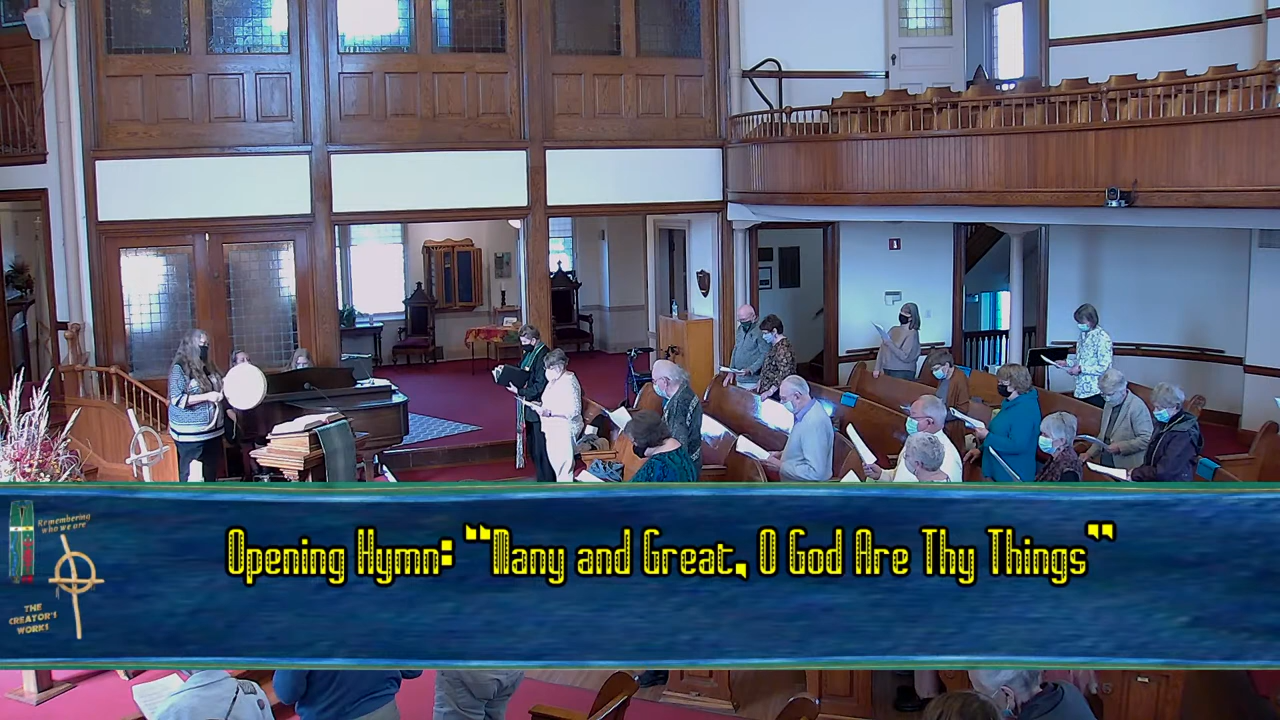 Remembering
who we are
Opening Hymn: "Many and Great, O God Are Thy Things"
THE
CREATOR'S
WORKS